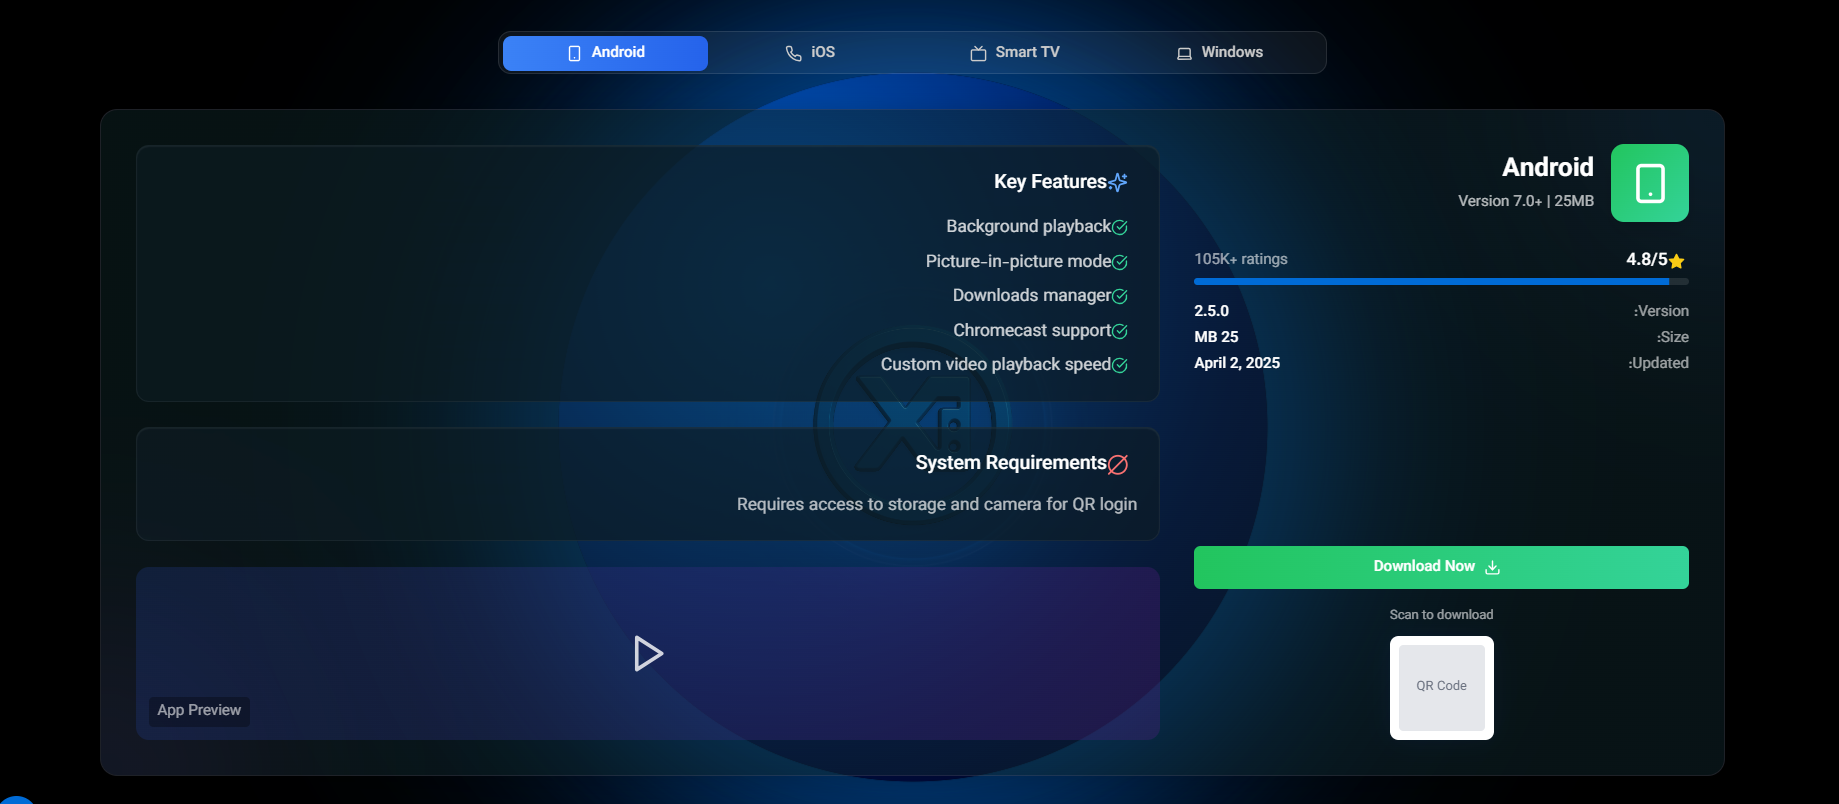 Android
iOS
Smart TV
Windows
Android
Version 7.0+ | 25MB
105K+ ratings
4.8/5
:Version
2.5.0
:Size
MB 25
:Updated
April 2, 2025
Download Now
Scan to download
QR Code
Key Features
Background playback
Picture-in-picture mode
Downloads manager
Chromecast support
Custom video playback speed
System Requirements
Requires access to storage and camera for QR login
App Preview